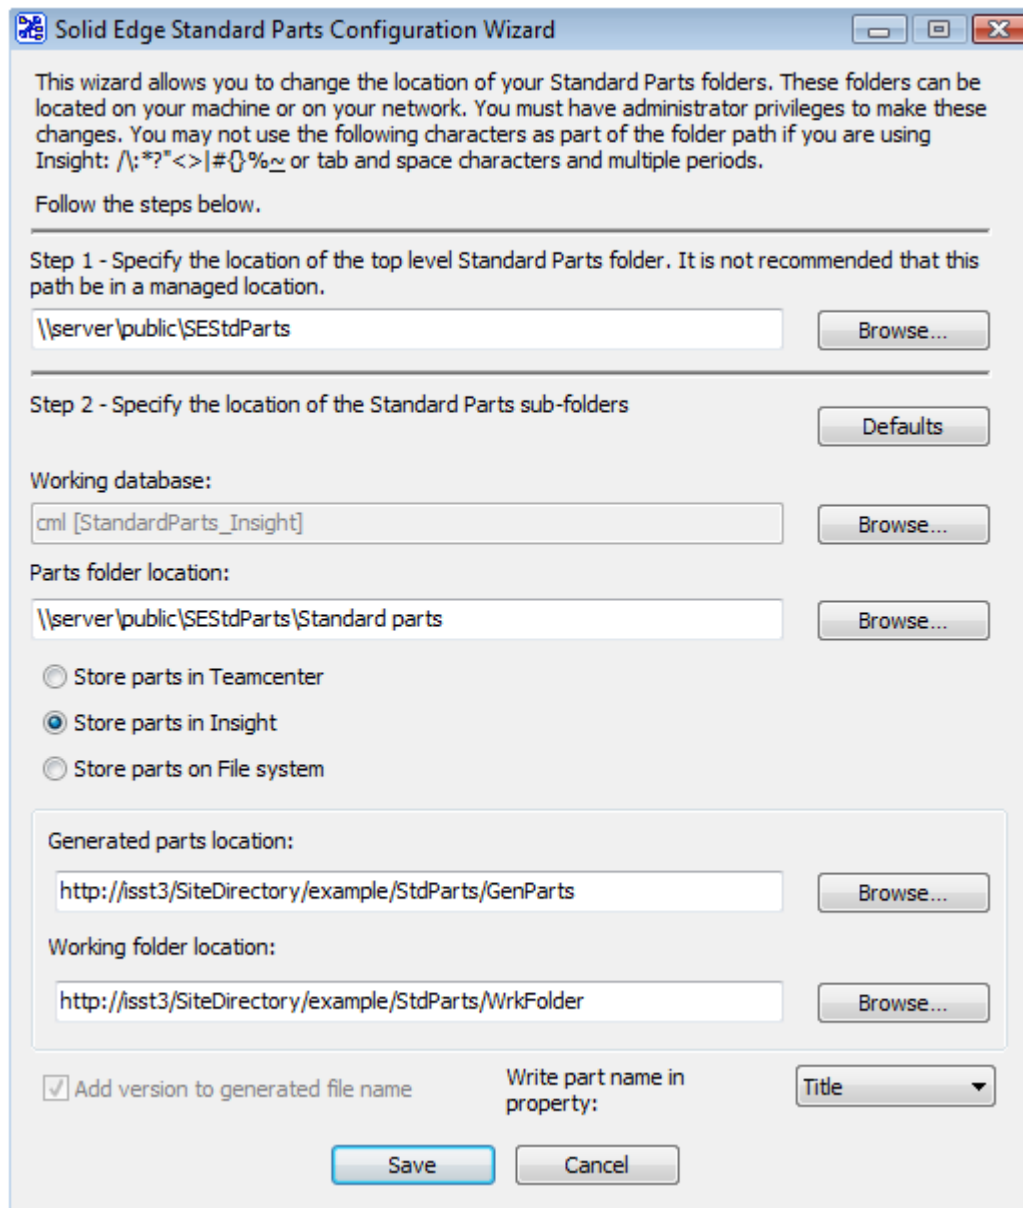 Solid Edge Standard Parts Configuration Wizard
This wizard allows you to change the location of your Standard Parts folders. These folders can be
located on your machine or on your network. You must have administrator privileges to make these
changes. You may not use the following characters as part of the folder path if you are using
Insight: /\:*?"<>|#{}%~ or tab and space characters and multiple periods.
Follow the steps below.
Step 1 - Specify the location of the top level Standard Parts folder. It is not recommended that this
path be in a managed location.
\\server\public\SEStdParts
Browse...
Step 2 - Specify the location of the Standard Parts sub-folders
Defaults
Working database:
cml [StandardParts_Insight]
Browse...
Parts folder location:
\\server\public\SEStdParts\Standard parts
Browse...
Store parts in Teamcenter
Store parts in Insight
Store parts on File system
Generated parts location:
http://isst3/SiteDirectory/example/StdParts/GenParts
Browse...
Working folder location:
http://isst3/SiteDirectory/example/StdParts/WrkFolder
Browse...
Add version to generated file name
Write part name in
property:
Title
Save
Cancel